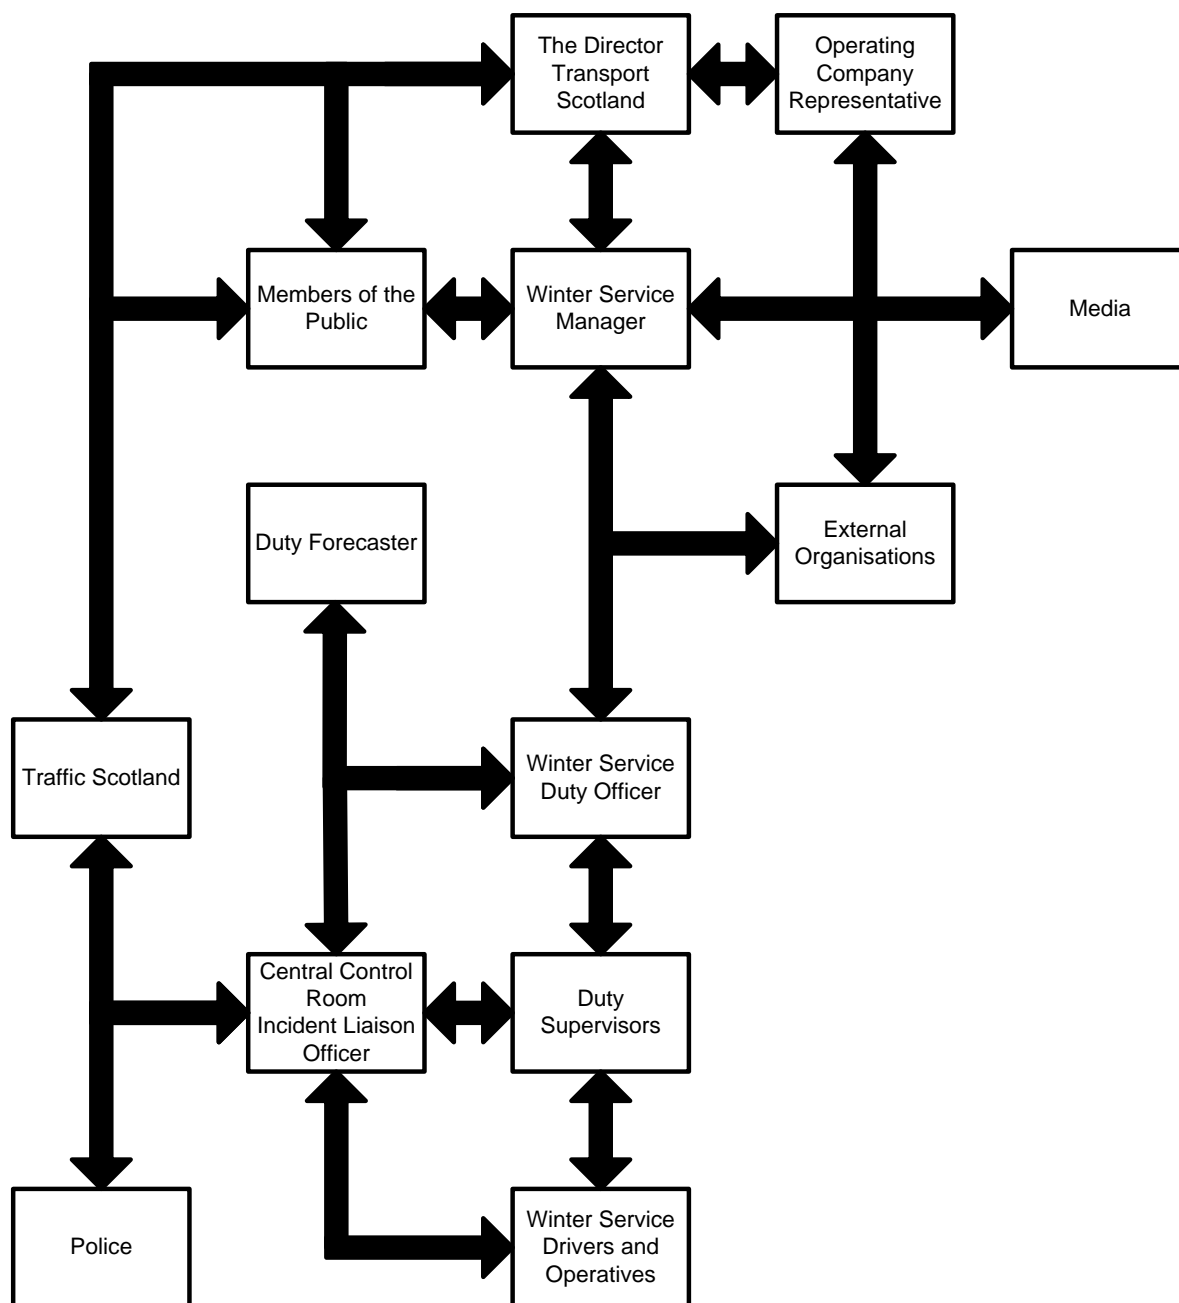 The Director
Transport
Scotland
Operating
Company
Representative
Members of the
Public
Winter Service
Manager
Media
Duty Forecaster
External
Organisations
Traffic Scotland
Winter Service
Duty Officer
Central Control
Room
Incident Liaison
Officer
Duty
Supervisors
Police
Winter Service
Drivers and
Operatives